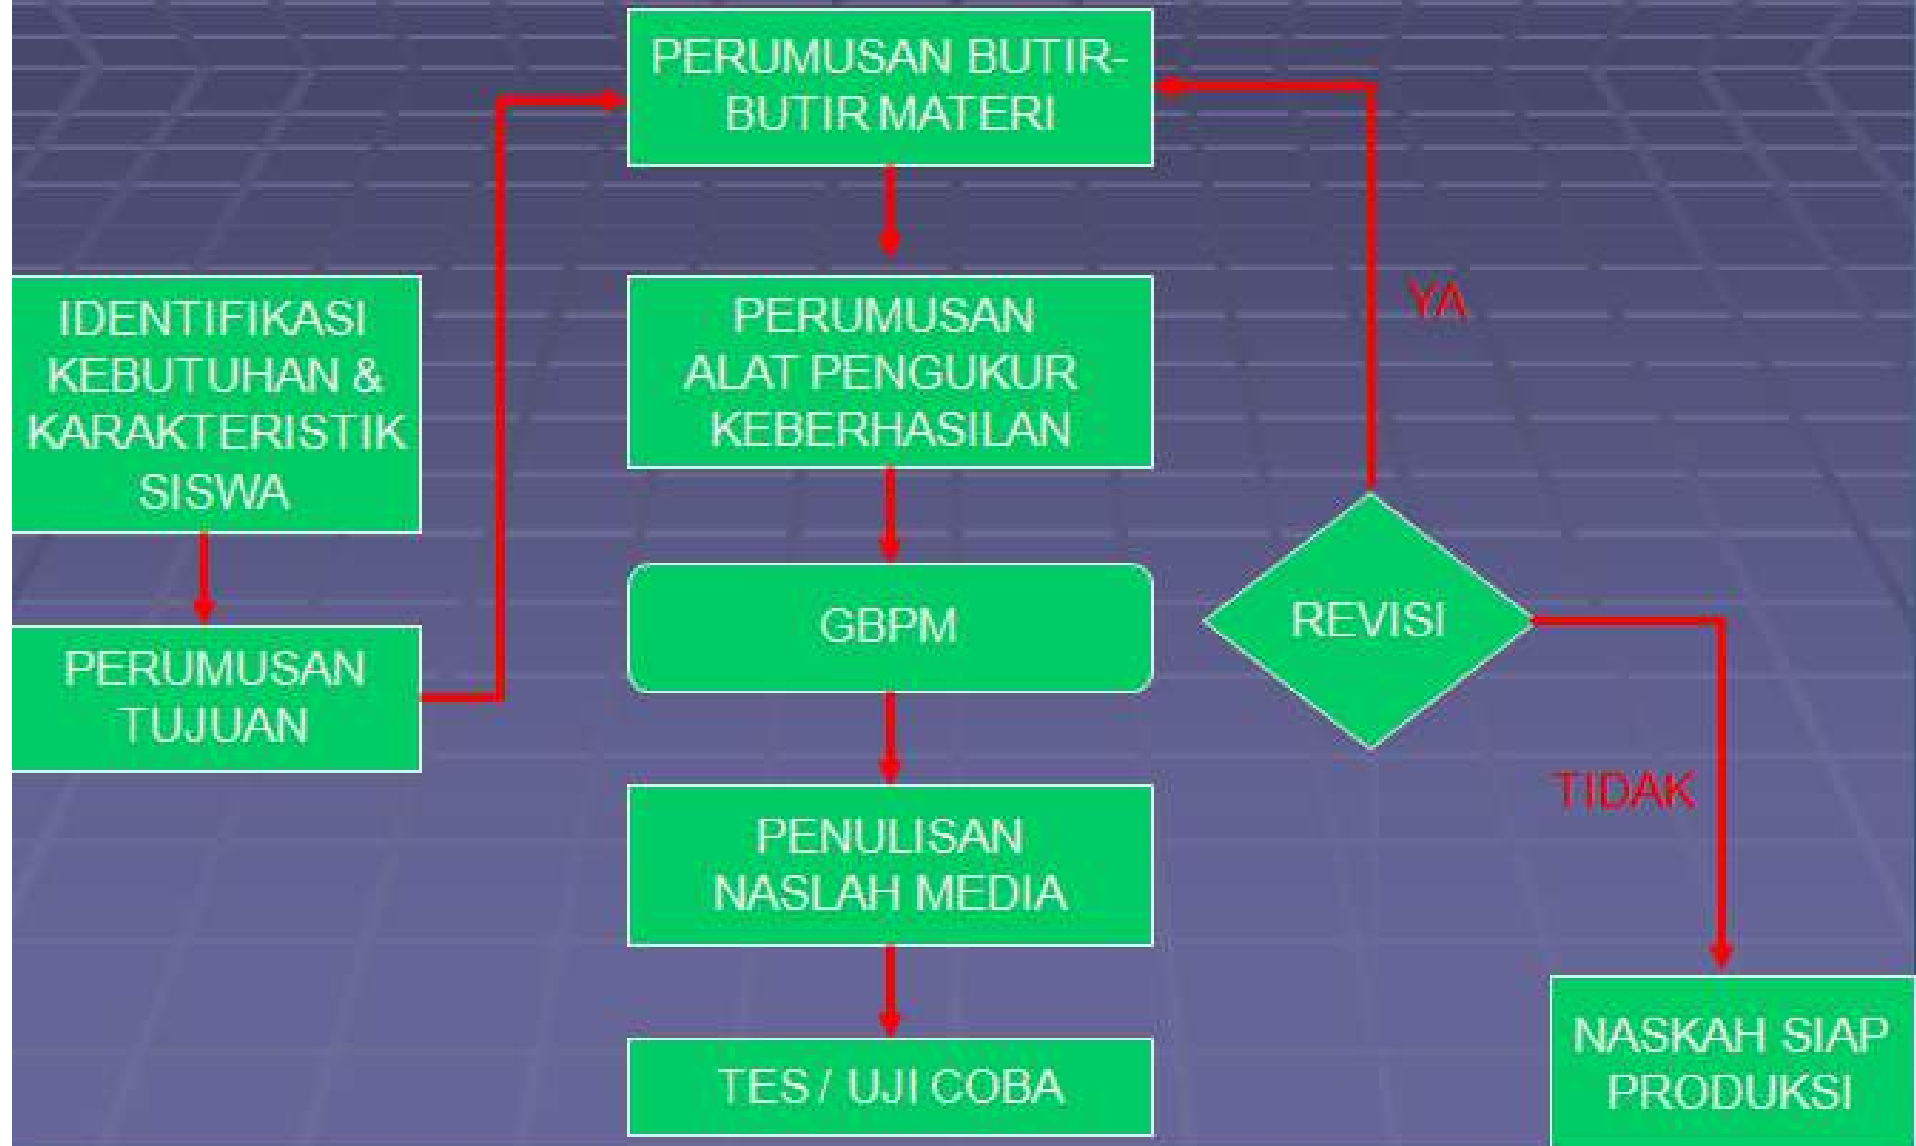 IDENTIFIKASI
KEBUTUHAN &
KARAKTERISTIK
SISWA
PERUMUSAN
TUJUAN
PERUMUSAN BUTIR-
BUTIR MATERI
PERUMUSAN
ALAT PENGUKUR
KEBERHASILAN
GBPM
PENULISAN
NASLAH MEDIA
TES / UJI COBA
REVISI
YA
TIDAK
NASKAH SIAP
PRODUKSI